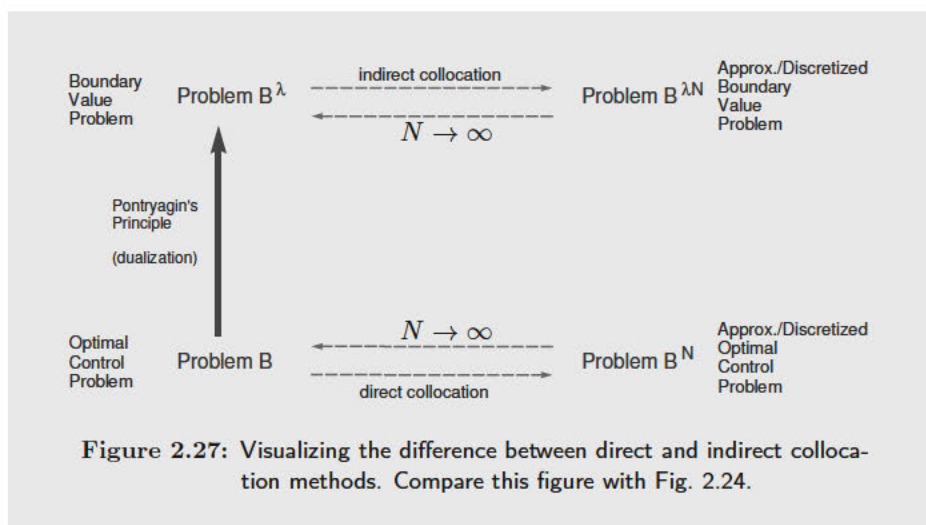 Boundary
Value
Problem
Problem B^λ
indirect collocation
N → ∞
Problem B^λN
Approx./Discretized
Boundary
Value
Problem
Pontryagin's
Principle
(dualization)
Optimal
Control
Problem
Problem B
N → ∞
direct collocation
Problem B^N
Approx./Discretized
Optimal
Control
Problem
Figure 2.27: Visualizing the difference between direct and indirect colloca-
tion methods. Compare this figure with Fig. 2.24.